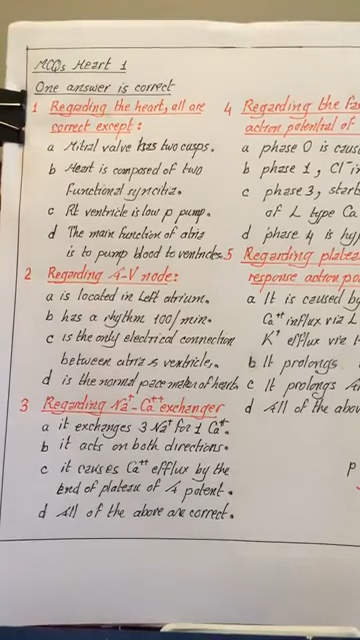 MCQs Heart 1
One answer is correct
1 Regarding the heart, all are
correct except:
a Mitral valve has two cusps.
b Heart is composed of two
Functional syncitia.
c Rt ventricle is low p pump.
d The main function of atria
is to pump blood to ventricles.
2 Regarding A-V node:
a is located in left atrium.
b has a rhythm 100/min.
c is the only electrical connection
between atria & ventricles.
d is the normal pacemaker of heart.
3 Regarding Na+-Ca++ exchanger
a it exchanges 3 Na+ for 1 Ca++.
b it acts on both directions.
c it causes Ca++ efflux by the
End of plateau of A potent.
d All of the above are correct.
4 Regarding the fa
action potential of
a phase 0 is caus
b phase 1, Cl- in
c phase 3, starts
of L type Ca
d phase 4 is hy
5 Regarding platea
response action po
a It is caused b
Ca++ influx via L
K+ efflux via
b It prolongs
c It prolongs A
d All of the abo
p